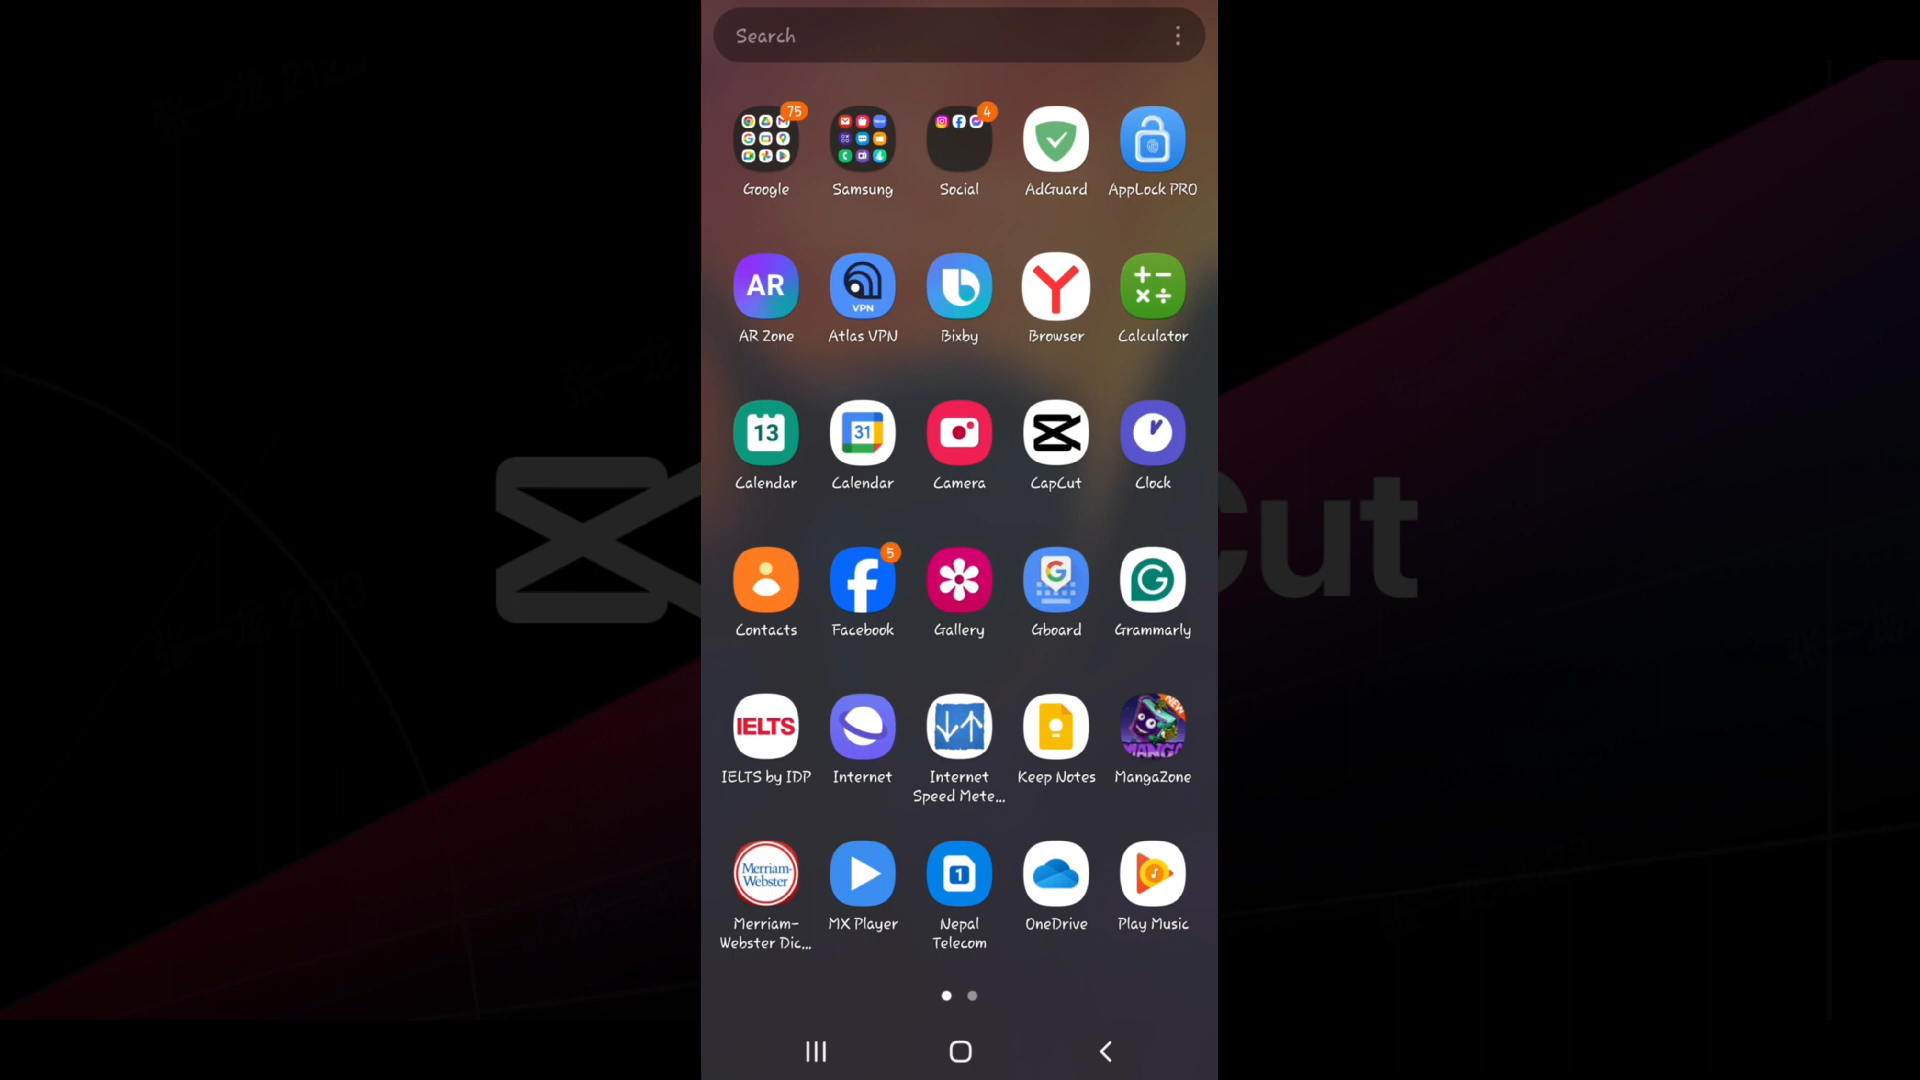 Search
75
4
Google
Samsung
Social
AdGuard
AppLock PRO
AR
VPN
AR Zone
Atlas VPN
Bixby
Browser
Calculator
13
31
Calendar
Calendar
Camera
CapCut
Clock
Cut
5
Contacts
Facebook
Gallery
Gboard
Grammarly
IELTS
NEW
MANGA
IELTS by IDP
Internet
Internet
Speed Mete...
Keep Notes
MangaZone
Merriam-
Webster
1
Merriam-
Webster Dic...
MX Player
Nepal
Telecom
OneDrive
Play Music